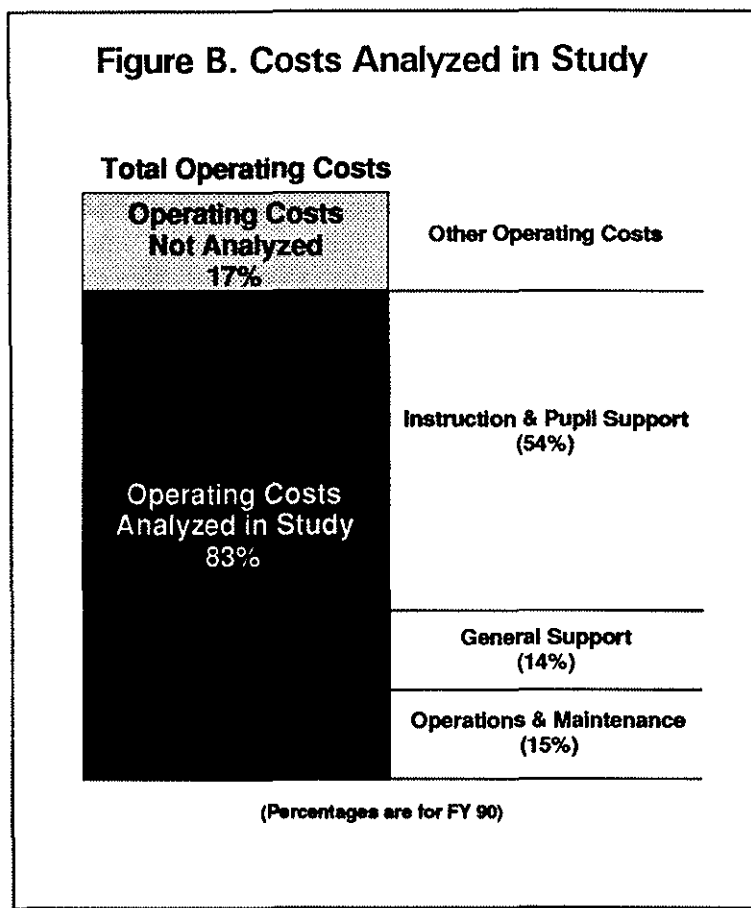 Figure B. Costs Analyzed in Study
Total Operating Costs
Operating Costs
Not Analyzed
17%
Other Operating Costs
Operating Costs
Analyzed in Study
83%
Instruction & Pupil Support
(54%)
General Support
(14%)
Operations & Maintenance
(15%)
(Percentages are for FY 90)